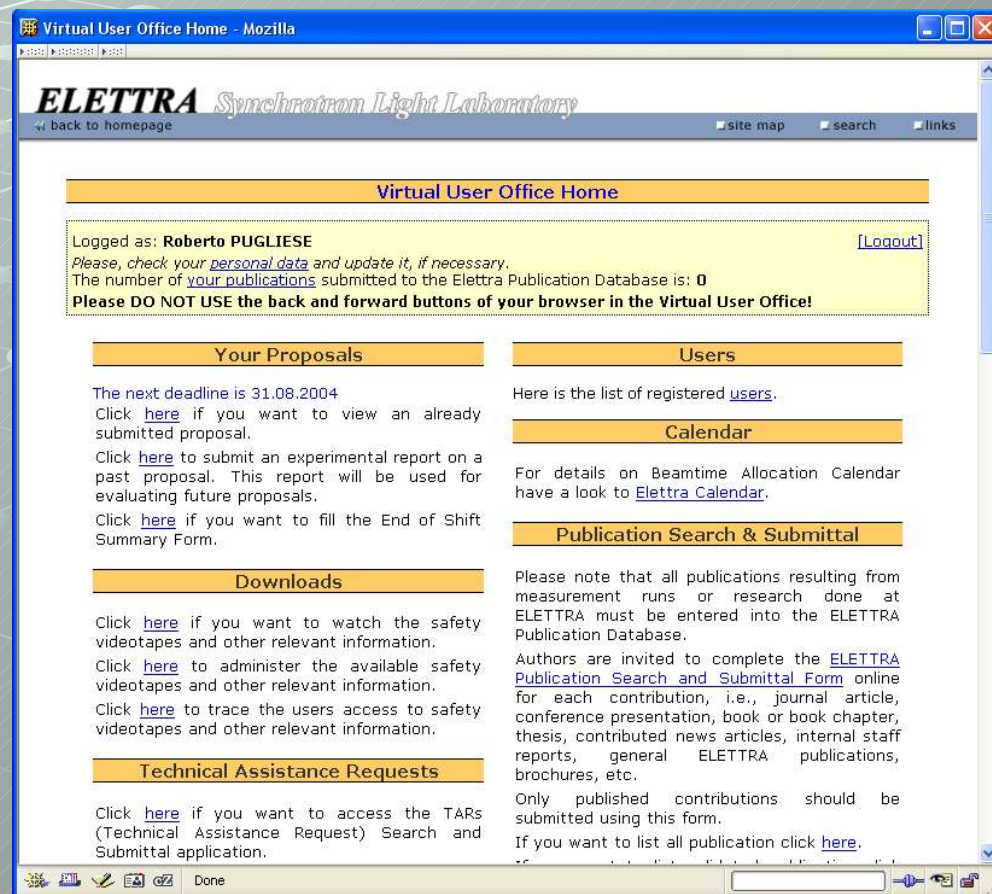 Virtual User Office Home - Mozilla
ELETTRA Synchrotron Light Laboratory
back to homepage
site map search links
Virtual User Office Home
Logged as: Roberto PUGLIESE [Logout]
Please, check your personal data and update it, if necessary.
The number of your publications submitted to the Elettra Publication Database is: 0
Please DO NOT USE the back and forward buttons of your browser in the Virtual User Office!
Your Proposals
The next deadline is 31.08.2004
Click here if you want to view an already
submitted proposal.
Click here to submit an experimental report on a
past proposal. This report will be used for
evaluating future proposals.
Click here if you want to fill the End of Shift
Summary Form.
Downloads
Click here if you want to watch the safety
videotapes and other relevant information.
Click here to administer the available safety
videotapes and other relevant information.
Click here to trace the users access to safety
videotapes and other relevant information.
Technical Assistance Requests
Click here if you want to access the TARs
(Technical Assistance Request) Search and
Submittal application.
Users
Here is the list of registered users.
Calendar
For details on Beamtime Allocation Calendar
have a look to Elettra Calendar.
Publication Search & Submittal
Please note that all publications resulting from
measurement runs or research done at
ELETTRA must be entered into the ELETTRA
Publication Database.
Authors are invited to complete the ELETTRA
Publication Search and Submittal Form online
for each contribution, i.e., journal article,
conference presentation, book or book chapter,
thesis, contributed news articles, internal staff
reports, general ELETTRA publications,
brochures, etc.
Only published contributions should be
submitted using this form.
If you want to list all publication click here.
Done